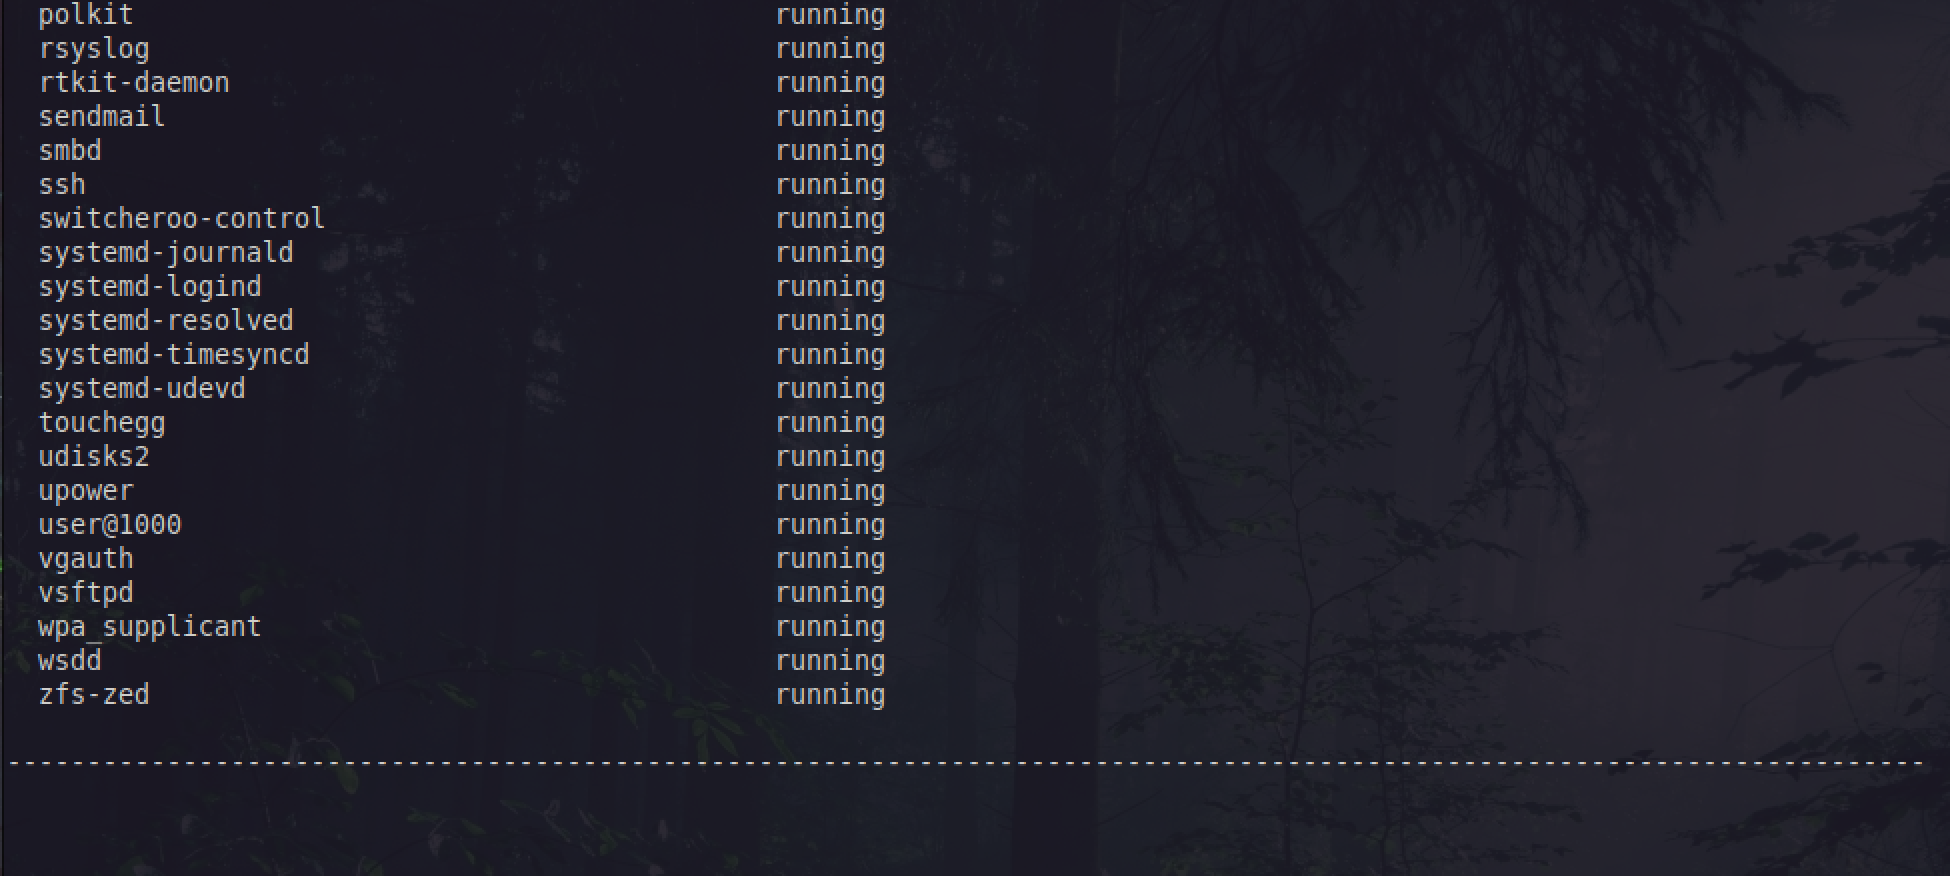 polkit running
rsyslog running
rtkit-daemon running
sendmail running
smbd running
ssh running
switcheroo-control running
systemd-journald running
systemd-logind running
systemd-resolved running
systemd-timesyncd running
systemd-udevd running
touchegg running
udisks2 running
upower running
user@1000 running
vgauth running
vsftpd running
wpa_supplicant running
wsdd running
zfs-zed running
------------------------------------------------------------------------------------------------------------------------